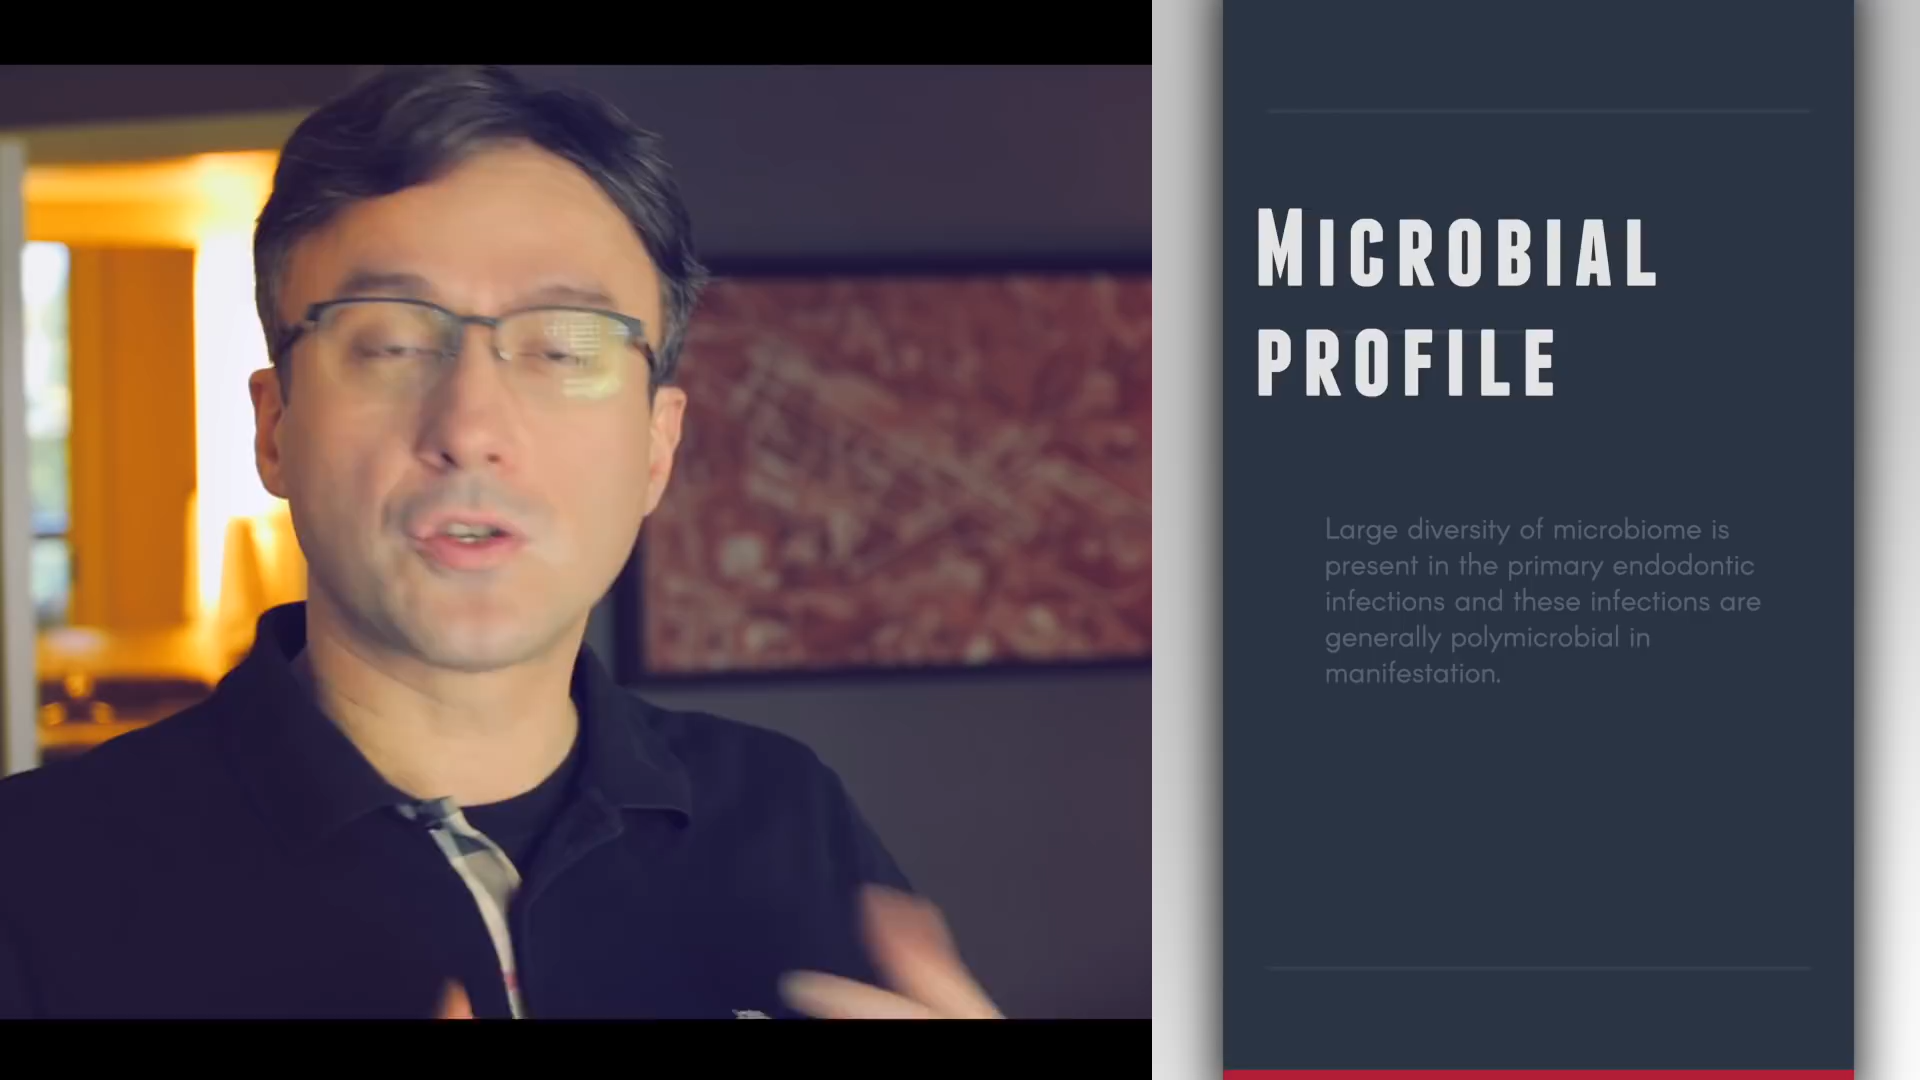 Microbial
profile
Large diversity of microbiome is
present in the primary endodontic
infections and these infections are
generally polymicrobial in
manifestation.